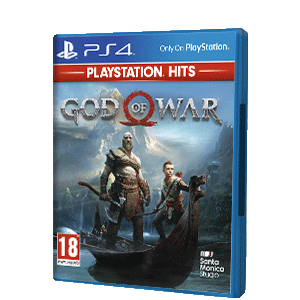 PS4
Only On PlayStation.
PLAYSTATION HITS
GOD OF WAR
18
Santa
Monica
Studio